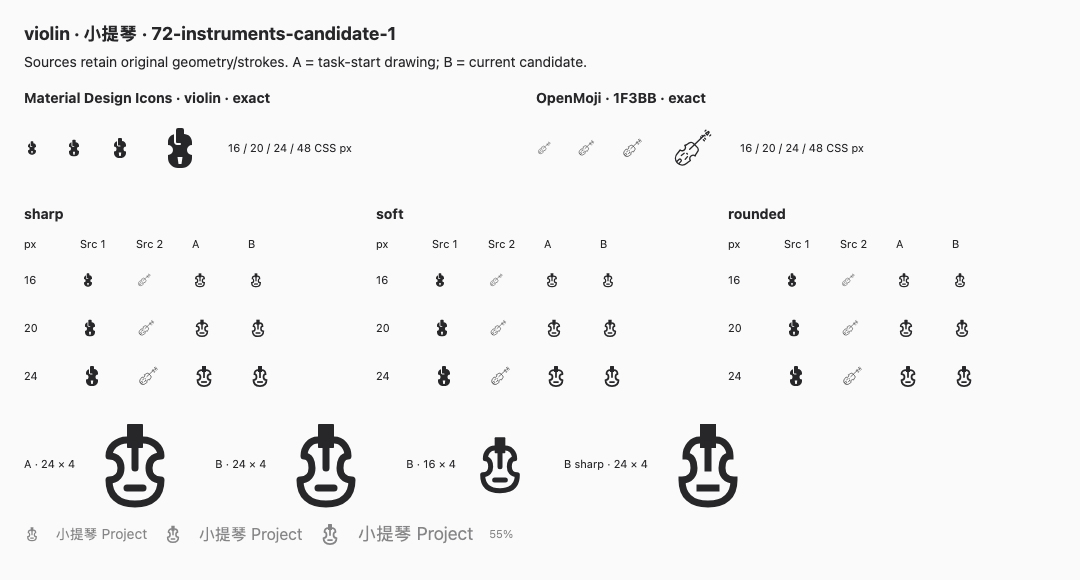 violin · 小提琴 · 72-instruments-candidate-1
Sources retain original geometry/strokes. A = task-start drawing; B = current candidate.
Material Design Icons · violin · exact
OpenMoji · 1F3BB · exact
16 / 20 / 24 / 48 CSS px
16 / 20 / 24 / 48 CSS px
sharp
soft
rounded
px Src 1 Src 2 A B
px Src 1 Src 2 A B
px Src 1 Src 2 A B
16
16
16
20
20
20
24
24
24
A · 24 × 4
B · 24 × 4
B · 16 × 4
B sharp · 24 × 4
小提琴 Project
小提琴 Project
小提琴 Project
55%